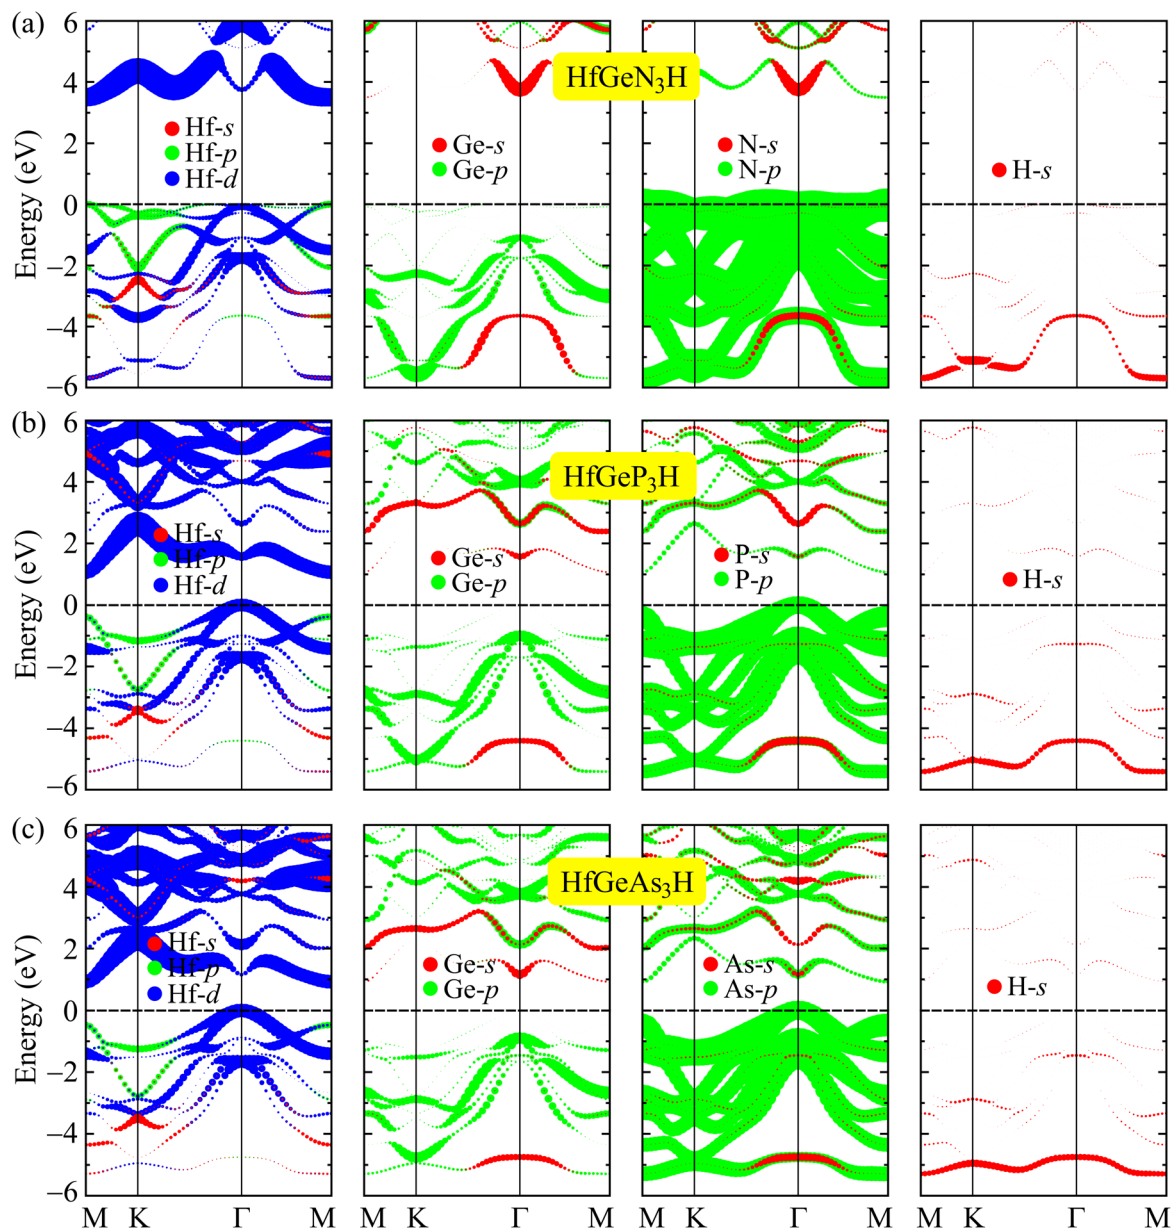 (a)
HfGeN₃H
Energy (eV)
6
4
2
0
−2
−4
−6
Hf-s
Hf-p
Hf-d
Ge-s
Ge-p
N-s
N-p
H-s
(b)
HfGeP₃H
Energy (eV)
6
4
2
0
−2
−4
−6
Hf-s
Hf-p
Hf-d
Ge-s
Ge-p
P-s
P-p
H-s
(c)
HfGeAs₃H
Energy (eV)
6
4
2
0
−2
−4
−6
Hf-s
Hf-p
Hf-d
Ge-s
Ge-p
As-s
As-p
H-s
M K Γ M M K Γ M M K Γ M M K Γ M